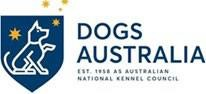 DOGS
AUSTRALIA
EST. 1958 AS AUSTRALIAN
NATIONAL KENNEL COUNCIL